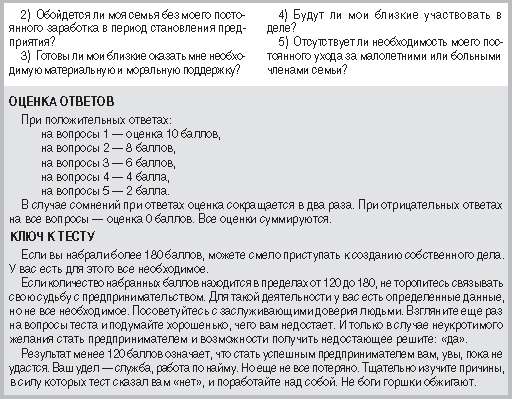 2) Обойдется ли моя семья без моего посто-
янного заработка в период становления пред-
приятия?
3) Готовы ли мои близкие оказать мне необхо-
димую материальную и моральную поддержку?
4) Будут ли мои близкие участвовать в
деле?
5) Отсутствует ли необходимость моего пос-
тоянного ухода за малолетними или больными
членами семьи?
ОЦЕНКА ОТВЕТОВ
При положительных ответах:
на вопросы 1 — оценка 10 баллов,
на вопросы 2 — 8 баллов,
на вопросы 3 — 6 баллов,
на вопросы 4 — 4 балла,
на вопросы 5 — 2 балла.
В случае сомнений при ответах оценка сокращается в два раза. При отрицательных ответах
на все вопросы — оценка 0 баллов. Все оценки суммируются.
КЛЮЧ К ТЕСТУ
Если вы набрали более 180 баллов, можете смело приступать к созданию собственного дела.
У вас есть для этого все необходимое.
Если количество набранных баллов находится в пределах от 120 до 180, не торопитесь связывать
свою судьбу с предпринимательством. Для такой деятельности у вас есть определенные данные,
но не все необходимое. Посоветуйтесь с заслуживающими доверия людьми. Взгляните еще раз
на вопросы теста и подумайте хорошенько, чего вам недостает. И только в случае неукротимого
желания стать предпринимателем и возможности получить недостающее решите: «да».
Результат менее 120 баллов означает, что стать успешным предпринимателем вам, увы, пока не
удастся. Ваш удел — служба, работа по найму. Но еще не все потеряно. Тщательно изучите причины,
в силу которых тест сказал вам «нет», и поработайте над собой. Не боги горшки обжигают.